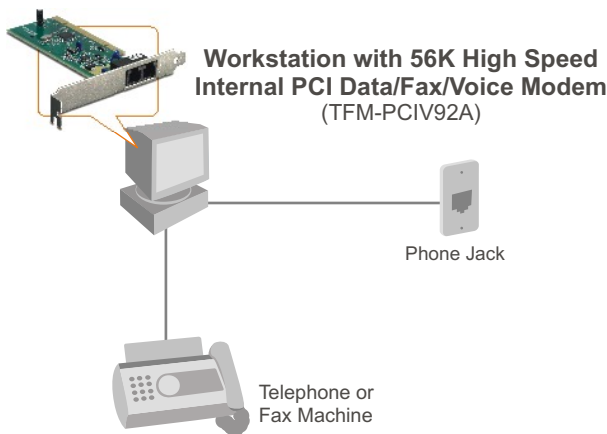 Workstation with 56K High Speed
Internal PCI Data/Fax/Voice Modem
(TFM-PCIV92A)
Phone Jack
Telephone or
Fax Machine